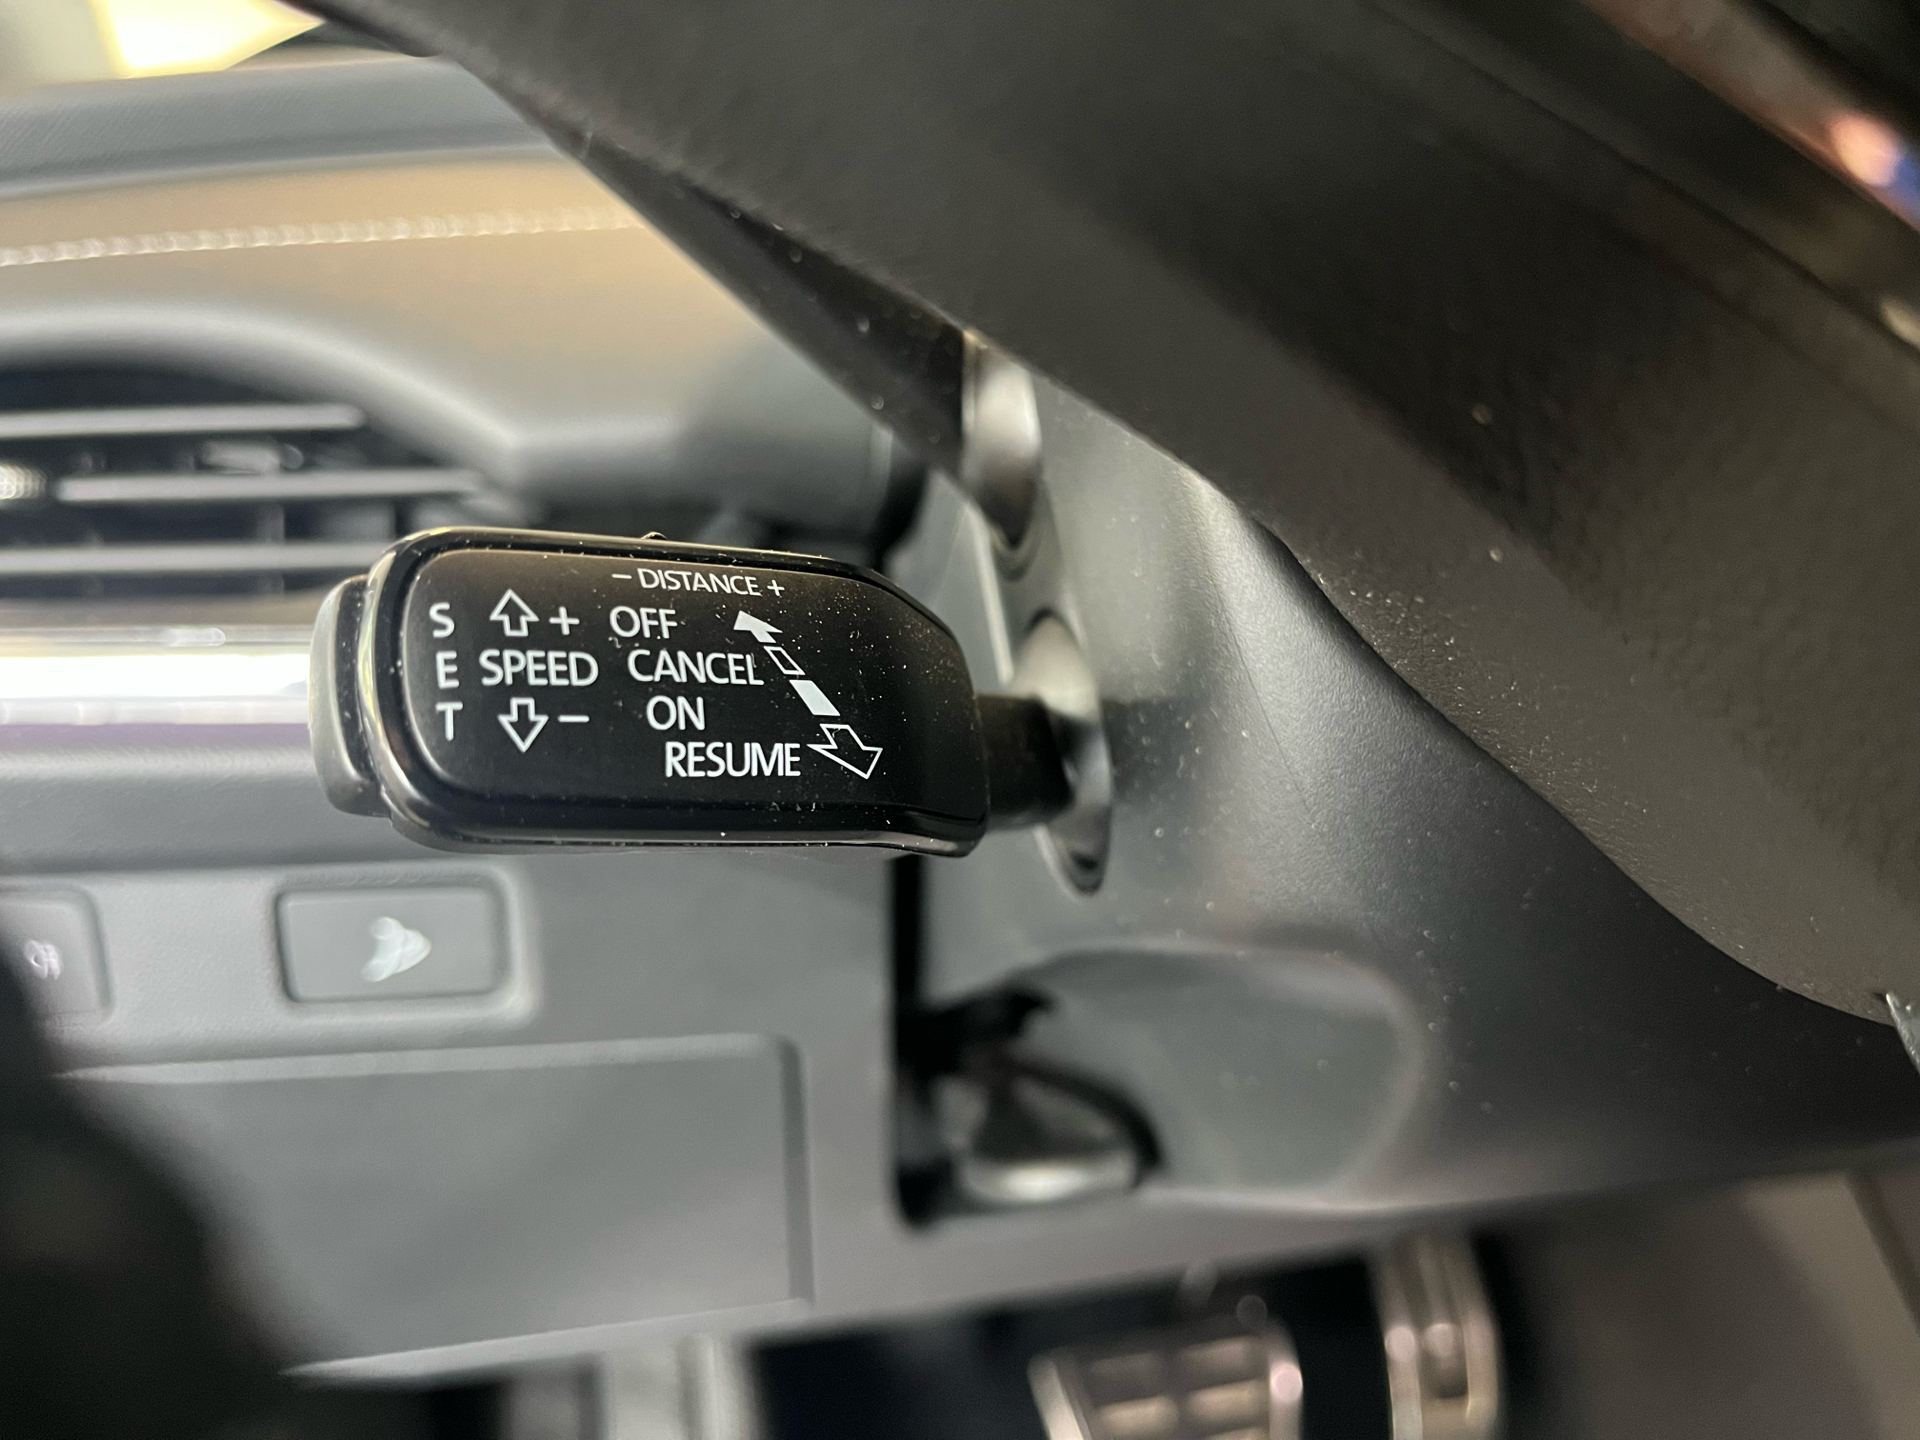 − DISTANCE +
S ⇧ + OFF
E SPEED CANCEL
T ⇩ − ON
RESUME